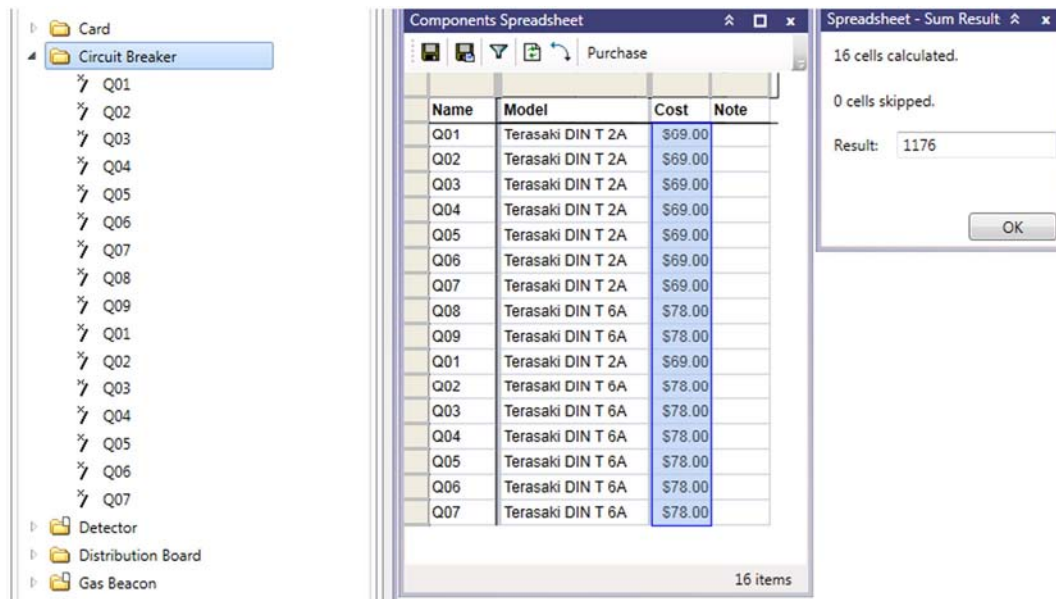 Card
Circuit Breaker
Q01
Q02
Q03
Q04
Q05
Q06
Q07
Q08
Q09
Q01
Q02
Q03
Q04
Q05
Q06
Q07
Detector
Distribution Board
Gas Beacon
Components Spreadsheet
Purchase
Name Model Cost Note
Q01 Terasaki DIN T 2A $69.00
Q02 Terasaki DIN T 2A $69.00
Q03 Terasaki DIN T 2A $69.00
Q04 Terasaki DIN T 2A $69.00
Q05 Terasaki DIN T 2A $69.00
Q06 Terasaki DIN T 2A $69.00
Q07 Terasaki DIN T 2A $69.00
Q08 Terasaki DIN T 6A $78.00
Q09 Terasaki DIN T 6A $78.00
Q01 Terasaki DIN T 2A $69.00
Q02 Terasaki DIN T 6A $78.00
Q03 Terasaki DIN T 6A $78.00
Q04 Terasaki DIN T 6A $78.00
Q05 Terasaki DIN T 6A $78.00
Q06 Terasaki DIN T 6A $78.00
Q07 Terasaki DIN T 6A $78.00
16 items
Spreadsheet - Sum Result
16 cells calculated.
0 cells skipped.
Result: 1176
OK